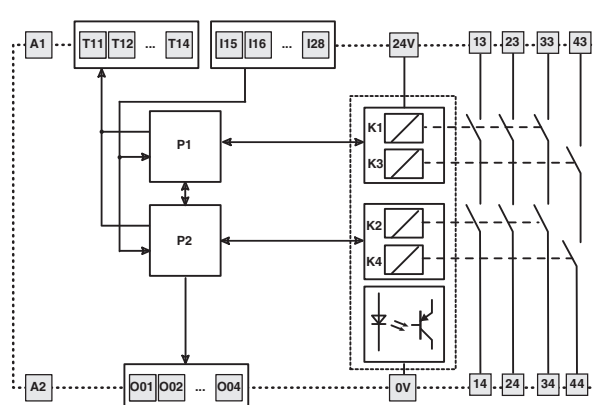 A1 T11 T12 ... T14 I15 I16 ... I28 24V 13 23 33 43
P1
K1
K3
P2
K2
K4
A2 O01 O02 ... O04 0V 14 24 34 44